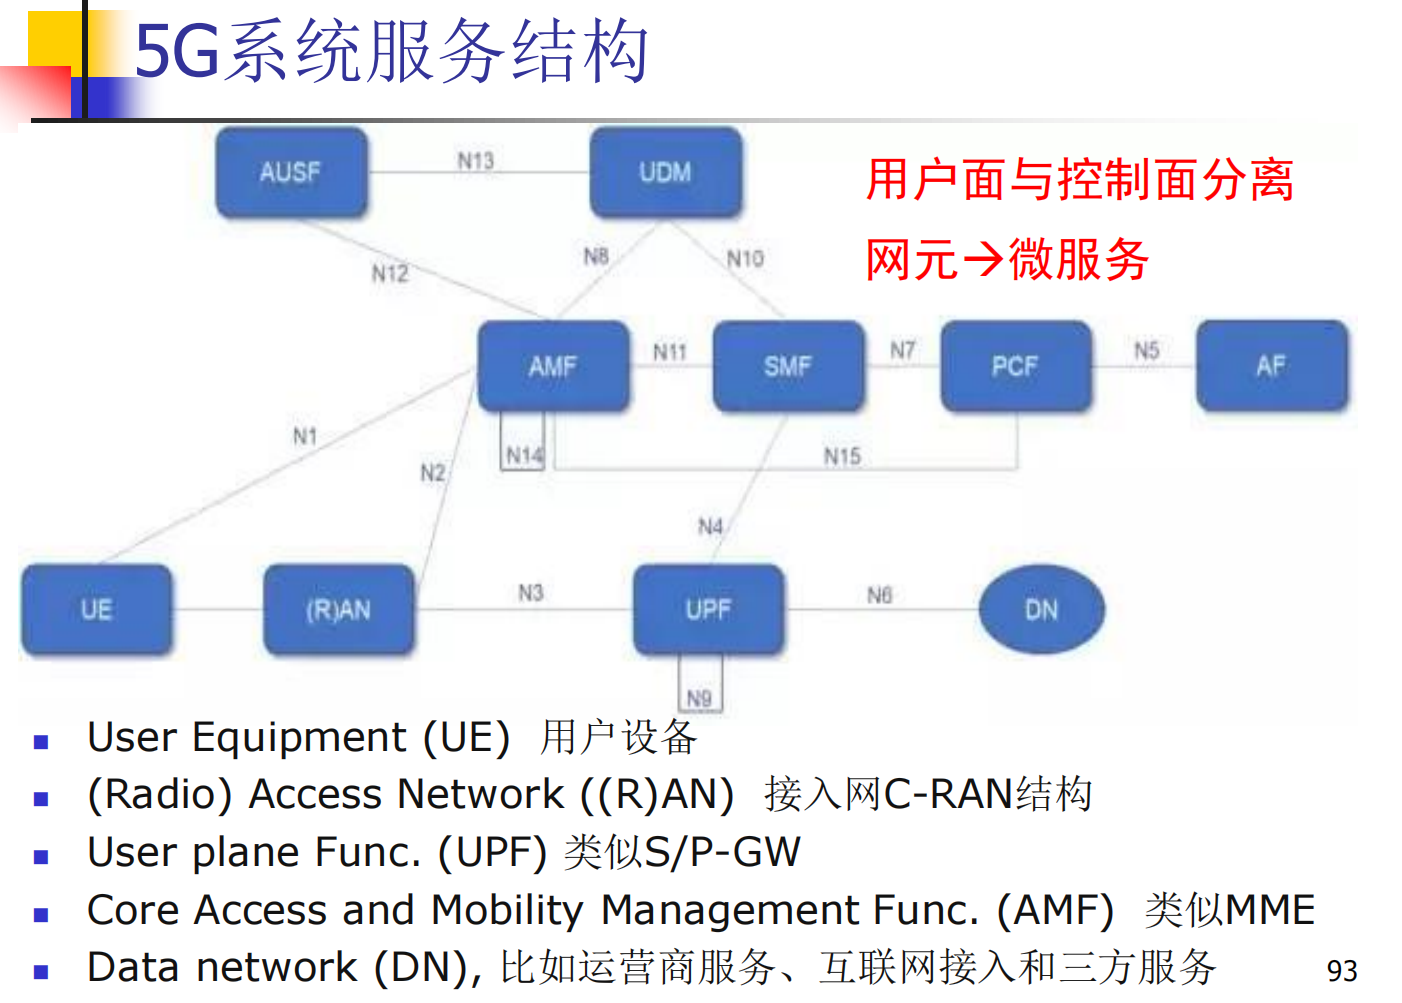 5G系统服务结构
AUSF
N13
UDM
用户面与控制面分离
网元→微服务
N12
N8
N10
AMF
N11
SMF
N7
PCF
N5
AF
N1
N2
N14
N15
N4
UE
(R)AN
N3
UPF
N6
DN
N9
User Equipment (UE) 用户设备
(Radio) Access Network ((R)AN) 接入网C-RAN结构
User plane Func. (UPF) 类似S/P-GW
Core Access and Mobility Management Func. (AMF) 类似MME
Data network (DN), 比如运营商服务、互联网接入和三方服务
93